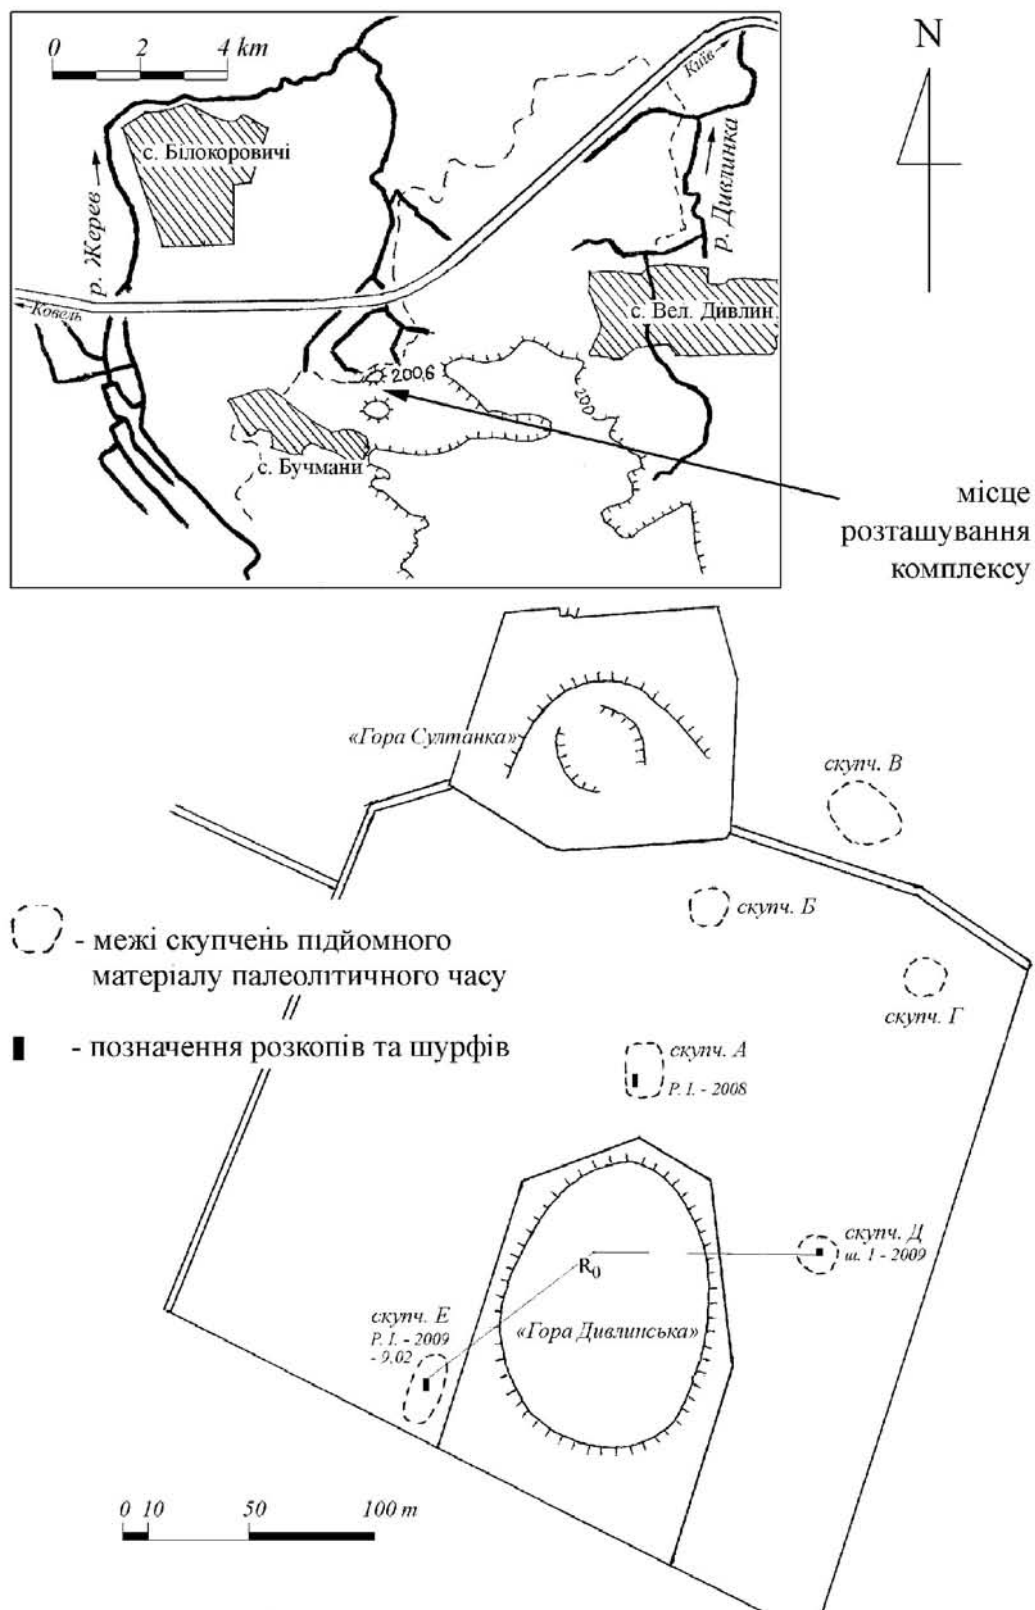 0 2 4 km
N
Київ
с. Білокоровичі
р. Жерев
р. Дивлинка
Ковель
с. Вел. Дивлин
200,6
200
с. Бучмани
місце
розташування
комплексу
«Гора Султанка»
скупч. В
скупч. Б
- межі скупчень підйомного
матеріалу палеолітичного часу
скупч. Г
- позначення розкопів та шурфів
скупч. А
Р. І. - 2008
скупч. Д
ш. 1 - 2009
R0
скупч. Е
Р. І. - 2009
- 9.02
«Гора Дивлинська»
0 10 50 100 m